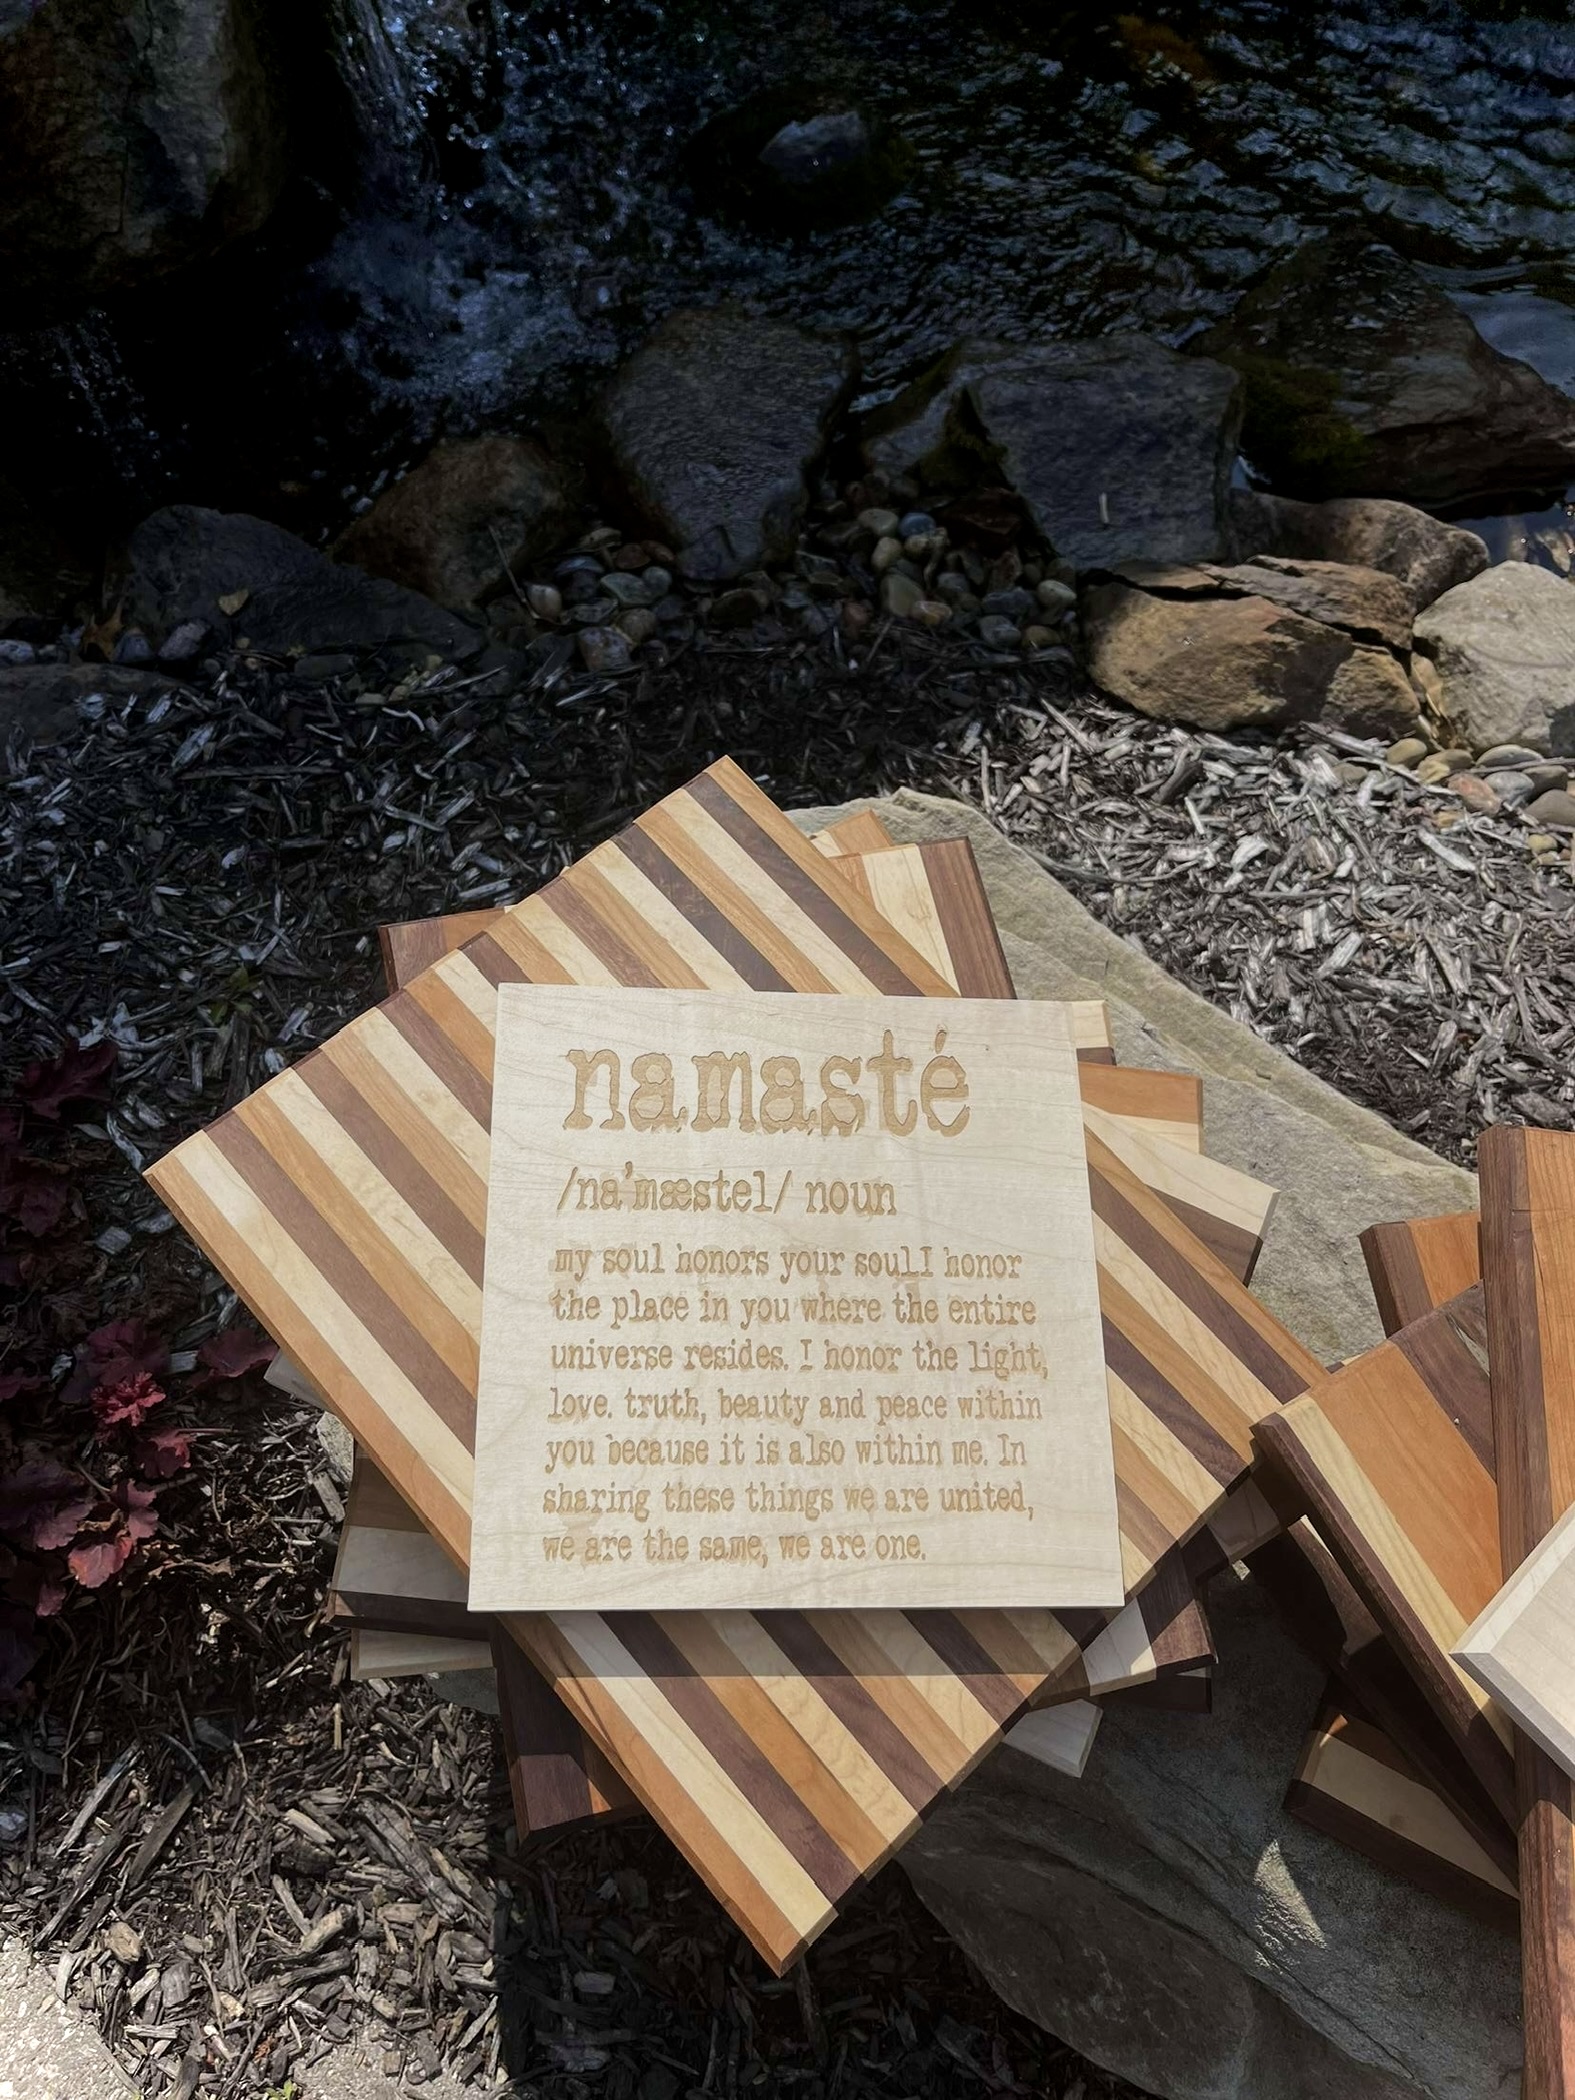 namasté
/na'mæstel/ noun
my soul honors your soul.I honor
the place in you where the entire
universe resides. I honor the light,
love. truth, beauty and peace within
you because it is also within me. In
sharing these things we are united,
we are the same, we are one.